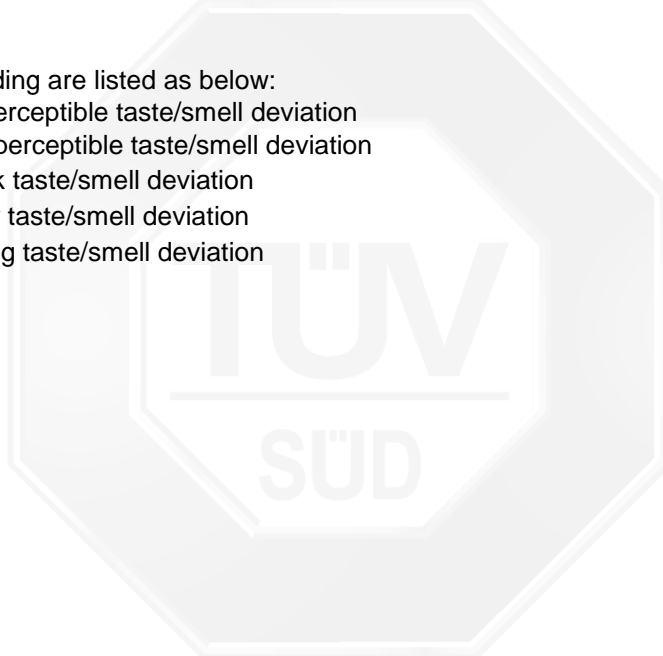 ding are listed as below:
erceptible taste/smell deviation
perceptible taste/smell deviation
k taste/smell deviation
taste/smell deviation
g taste/smell deviation
TÜV
SÜD